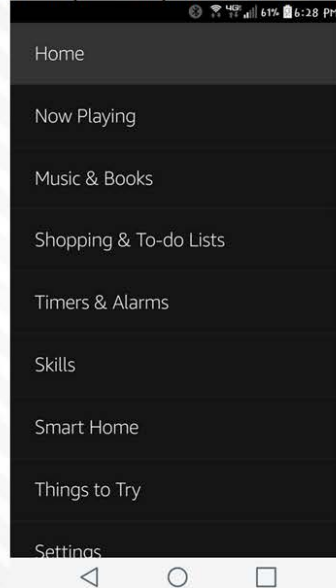 4G 61% 6:28 PM
Home
Now Playing
Music & Books
Shopping & To-do Lists
Timers & Alarms
Skills
Smart Home
Things to Try
Settings